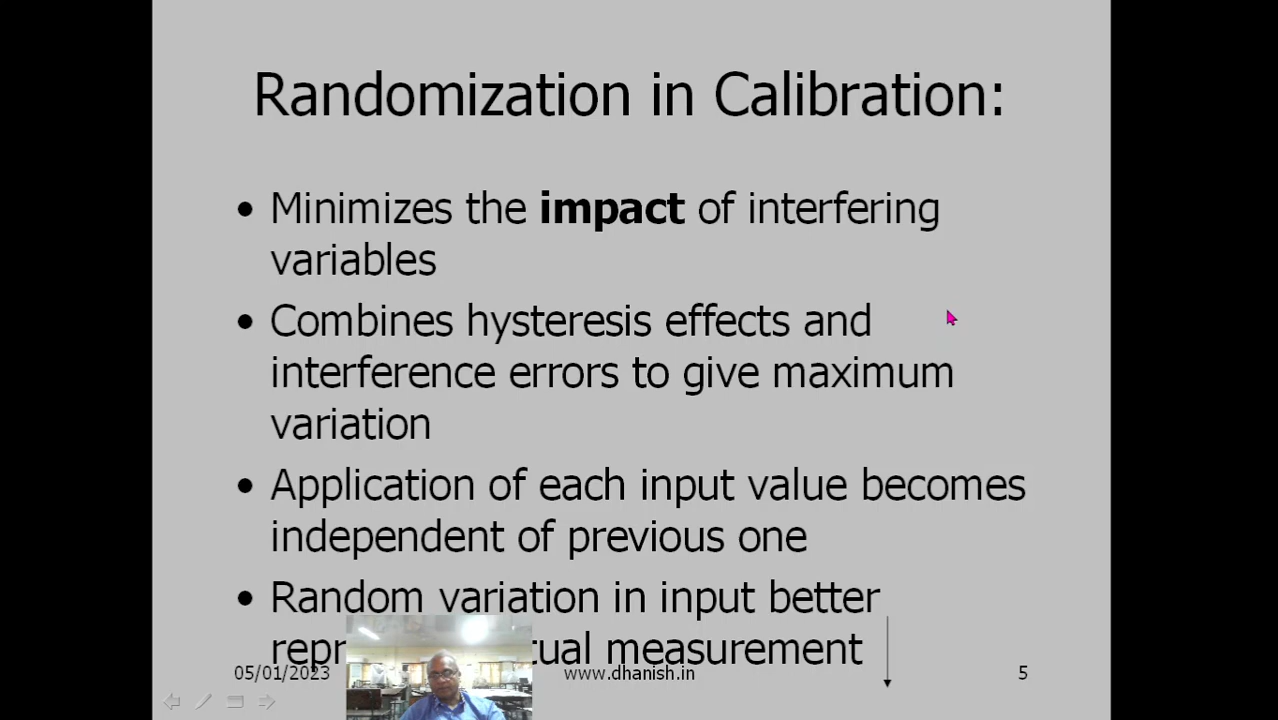 Randomization in Calibration:
• Minimizes the impact of interfering
variables
• Combines hysteresis effects and
interference errors to give maximum
variation
• Application of each input value becomes
independent of previous one
• Random variation in input better
measurement
05/01/2023
www.dhanish.in
5